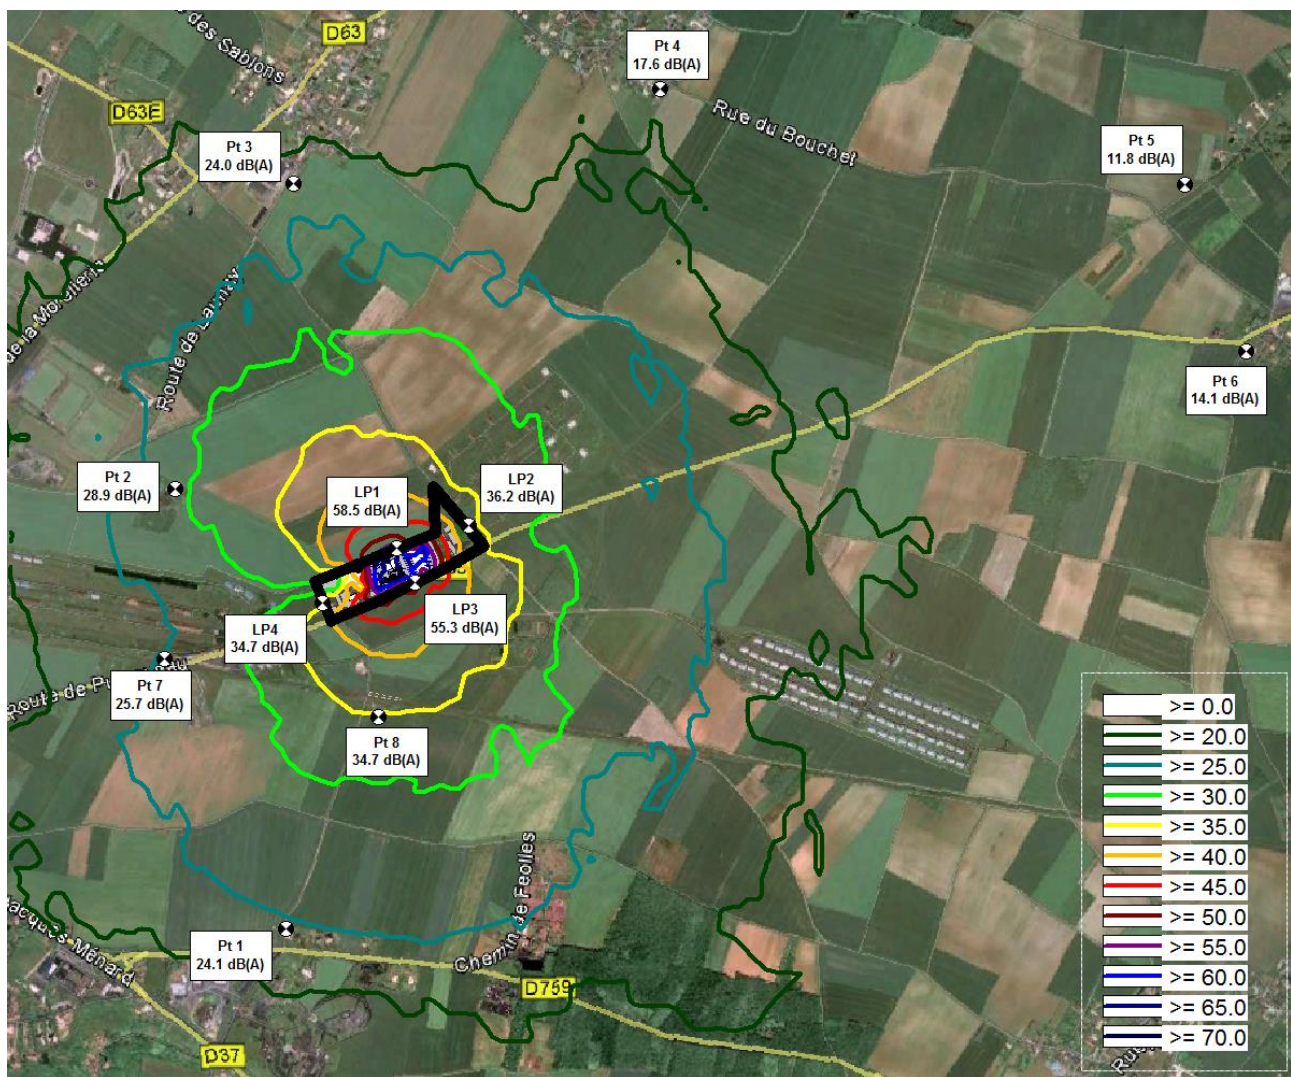 des Sablons
D63
Pt 4
17.6 dB(A)
D63E
Rue du Bouchet
Pt 3
24.0 dB(A)
Pt 5
11.8 dB(A)
de la
Route de Launay
Pt 6
14.1 dB(A)
Pt 2
28.9 dB(A)
LP1
58.5 dB(A)
LP2
36.2 dB(A)
LP4
34.7 dB(A)
LP3
55.3 dB(A)
Route de
Pt 7
25.7 dB(A)
Pt 8
34.7 dB(A)
>= 0.0
>= 20.0
>= 25.0
>= 30.0
>= 35.0
>= 40.0
>= 45.0
>= 50.0
>= 55.0
>= 60.0
>= 65.0
>= 70.0
Chemin de Feolles
Ménard
Pt 1
24.1 dB(A)
D759
D37